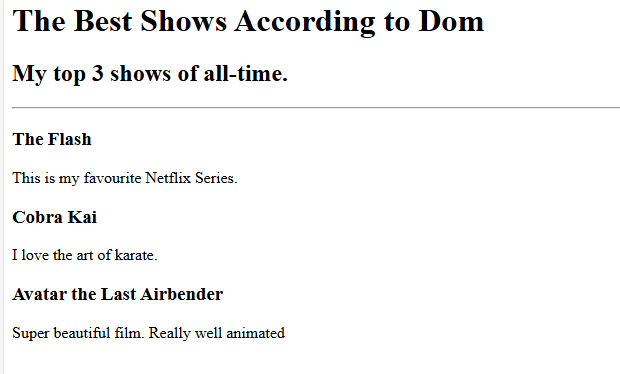 The Best Shows According to Dom
My top 3 shows of all-time.
The Flash
This is my favourite Netflix Series.
Cobra Kai
I love the art of karate.
Avatar the Last Airbender
Super beautiful film. Really well animated